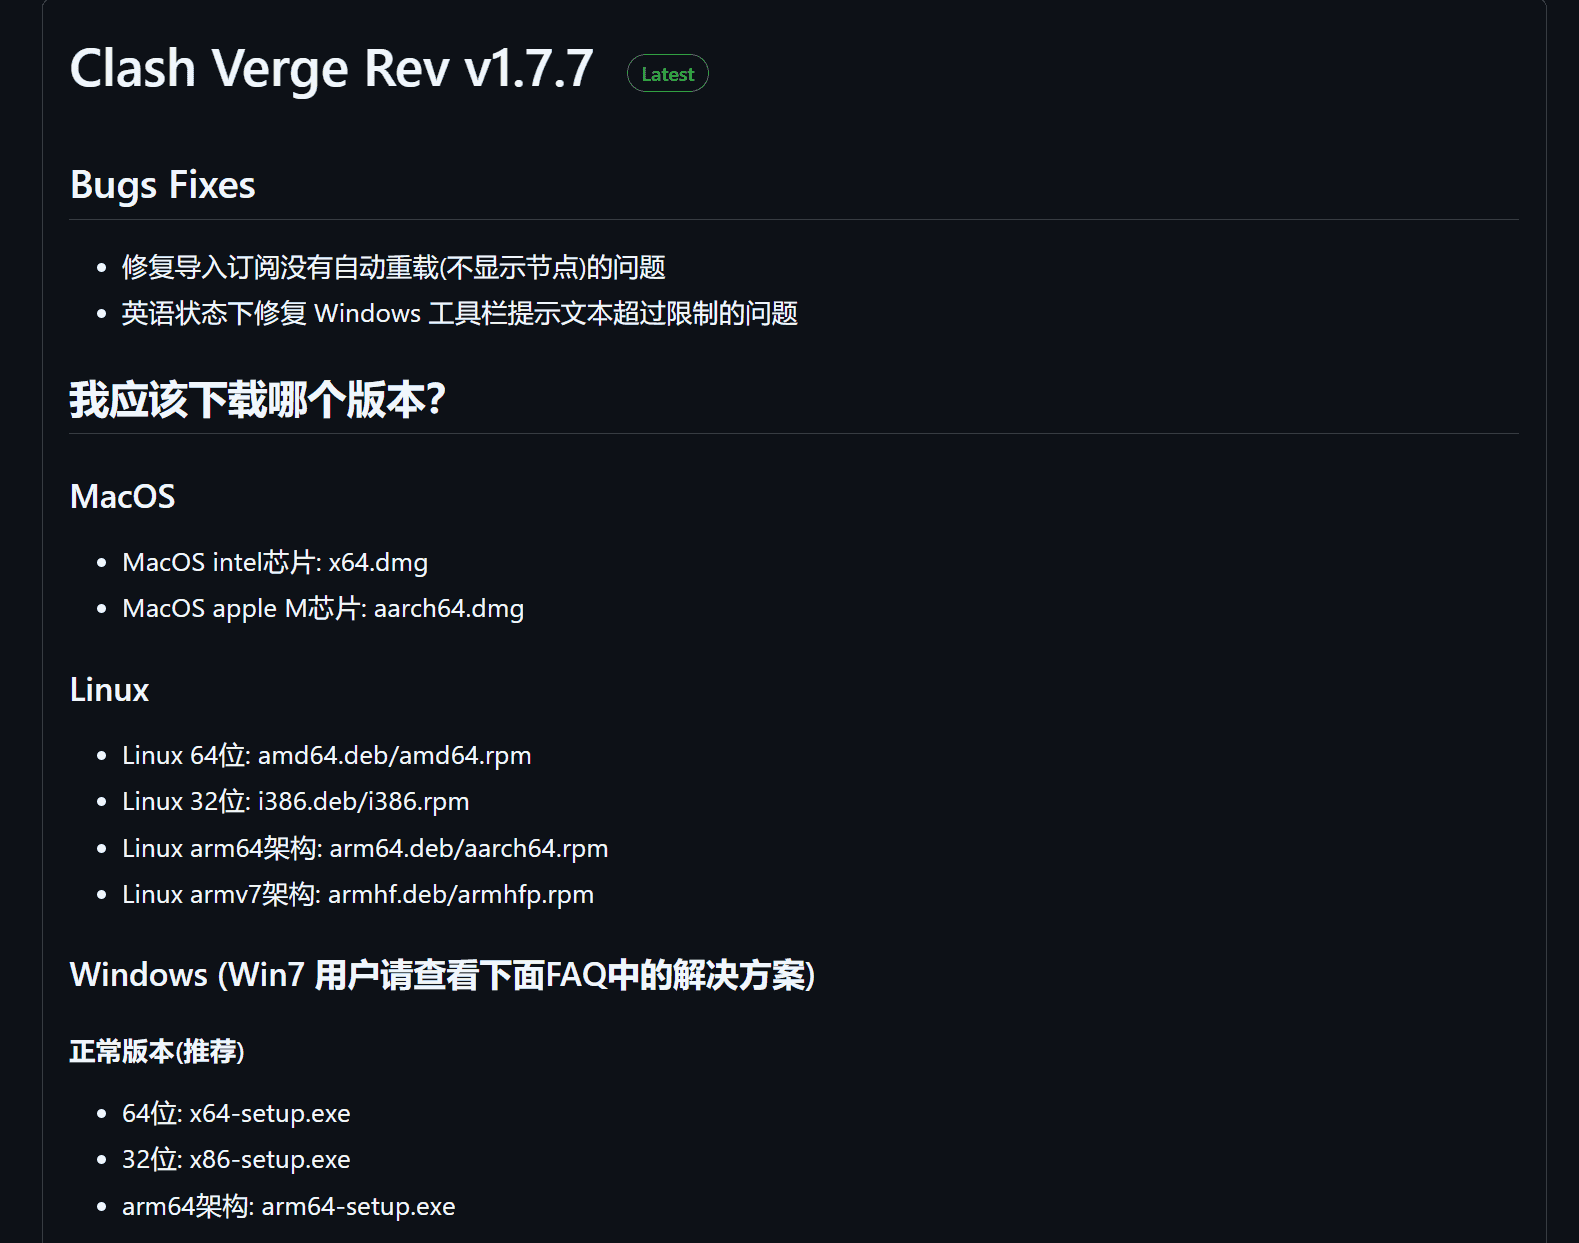 Clash Verge Rev v1.7.7 Latest
Bugs Fixes
修复导入订阅没有自动重载(不显示节点)的问题
英语状态下修复 Windows 工具栏提示文本超过限制的问题
我应该下载哪个版本?
MacOS
MacOS intel芯片: x64.dmg
MacOS apple M芯片: aarch64.dmg
Linux
Linux 64位: amd64.deb/amd64.rpm
Linux 32位: i386.deb/i386.rpm
Linux arm64架构: arm64.deb/aarch64.rpm
Linux armv7架构: armhf.deb/armhfp.rpm
Windows (Win7 用户请查看下面FAQ中的解决方案)
正常版本(推荐)
64位: x64-setup.exe
32位: x86-setup.exe
arm64架构: arm64-setup.exe